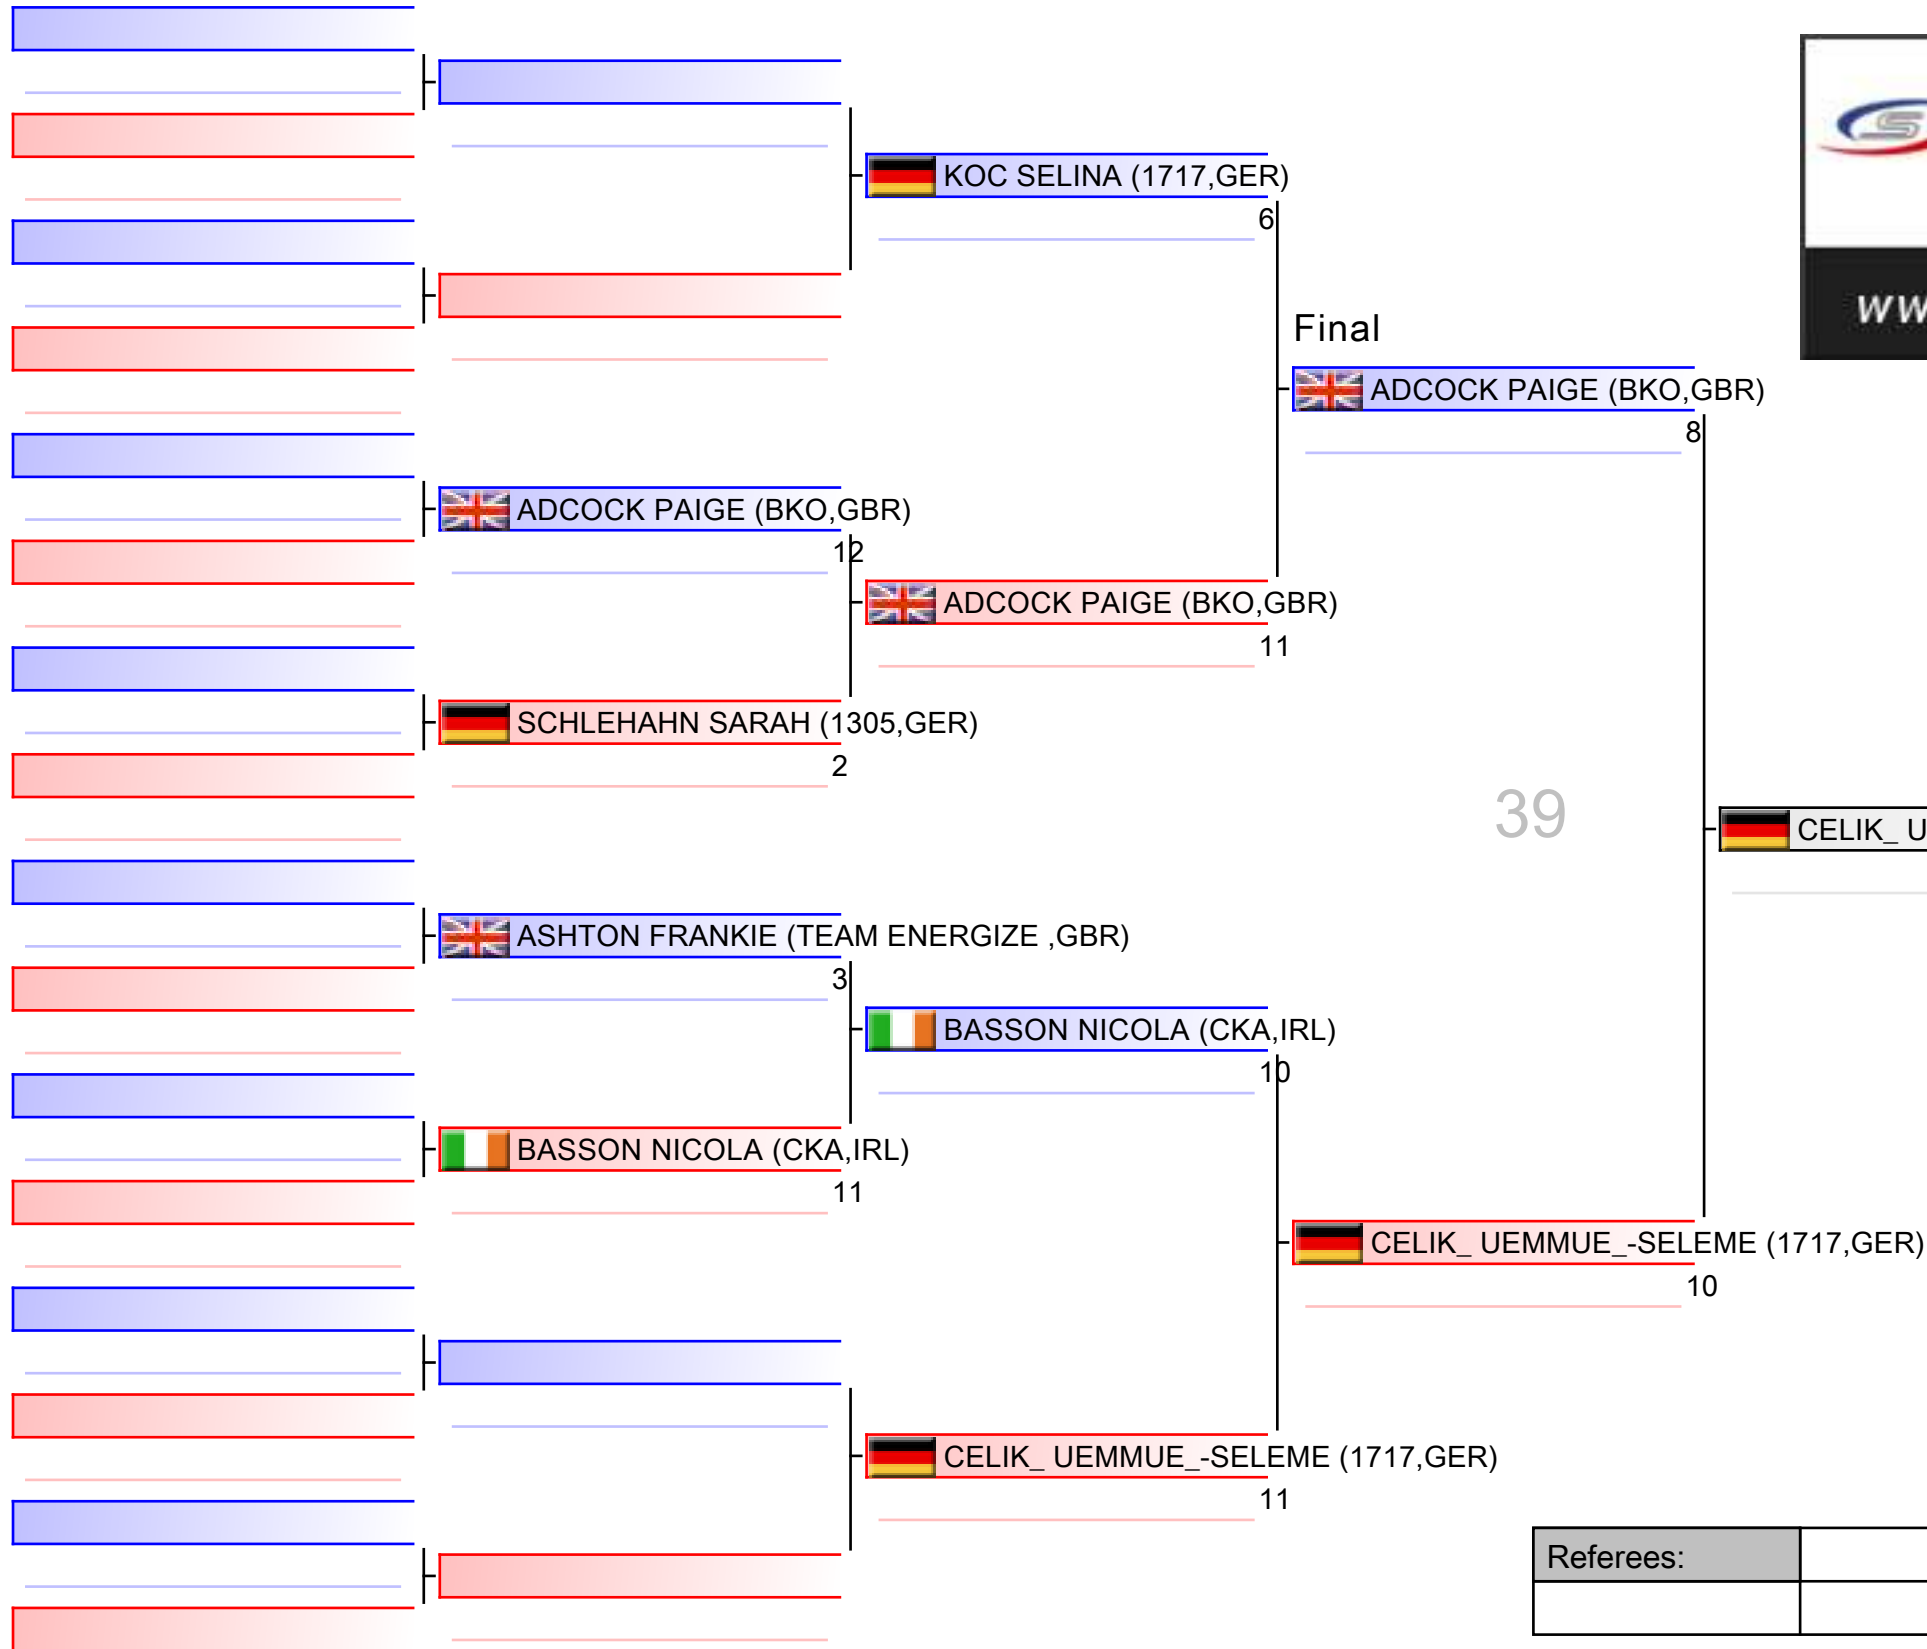 KOC SELINA (1717,GER)
6
Final
ADCOCK PAIGE (BKO,GBR)
8
ADCOCK PAIGE (BKO,GBR)
12
ADCOCK PAIGE (BKO,GBR)
11
SCHLEHAHN SARAH (1305,GER)
2
39
CELIK_ U
ASHTON FRANKIE (TEAM ENERGIZE ,GBR)
3
BASSON NICOLA (CKA,IRL)
10
BASSON NICOLA (CKA,IRL)
11
CELIK_ UEMMUE_-SELEME (1717,GER)
10
CELIK_ UEMMUE_-SELEME (1717,GER)
11
Referees: